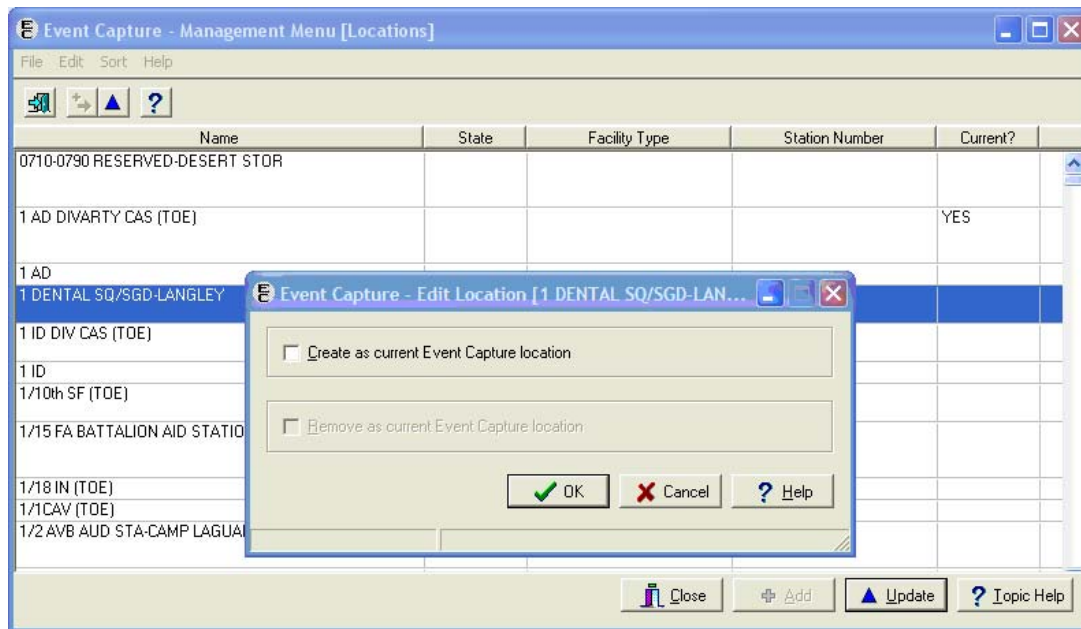 Event Capture - Management Menu [Locations]
File Edit Sort Help
Name State Facility Type Station Number Current?
0710-0790 RESERVED-DESERT STOR
1 AD DIVARTY CAS (TOE) YES
1 AD
1 DENTAL SQ/SGD-LANGLEY
1 ID DIV CAS (TOE)
1 ID
1/10th SF (TOE)
1/15 FA BATTALION AID STATIO
1/18 IN (TOE)
1/1CAV (TOE)
1/2 AVB AUD STA-CAMP LAGUA
Event Capture - Edit Location [1 DENTAL SQ/SGD-LAN...
Create as current Event Capture location
Remove as current Event Capture location
OK Cancel ? Help
Close Add Update ? Topic Help